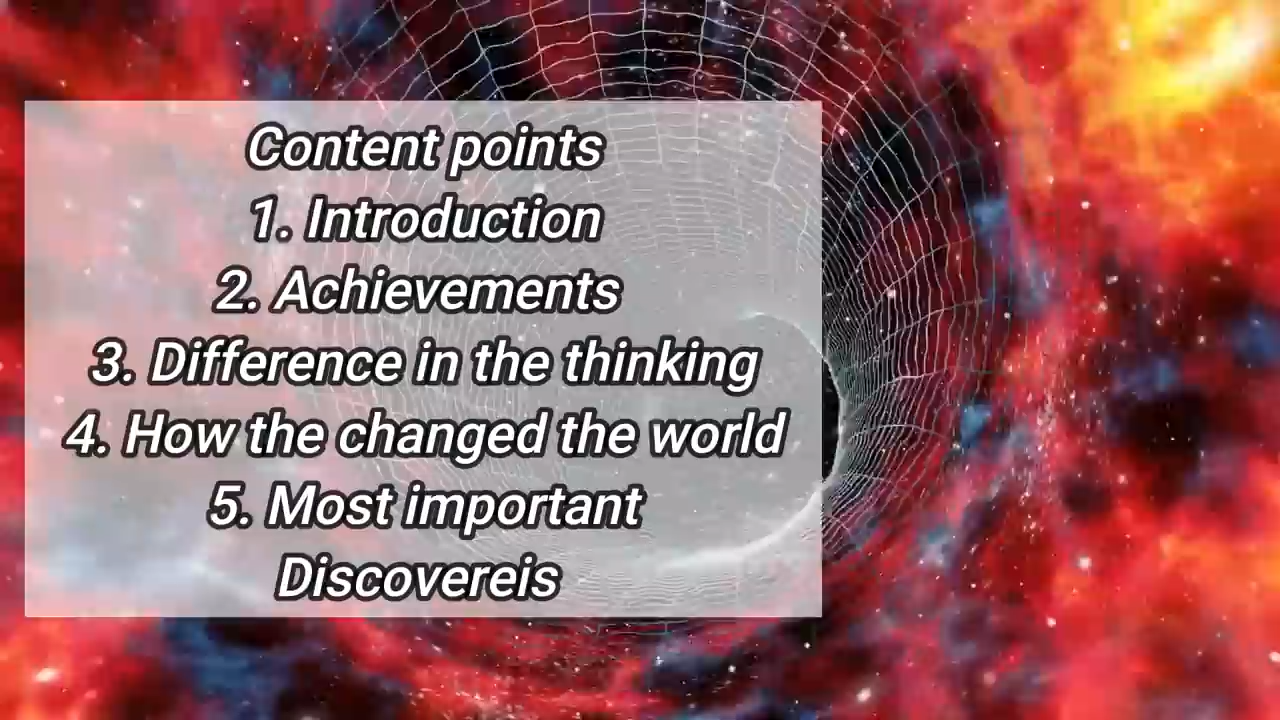 Content points
1. Introduction
2. Achievements
3. Difference in the thinking
4. How the changed the world
5. Most important
Discovereis